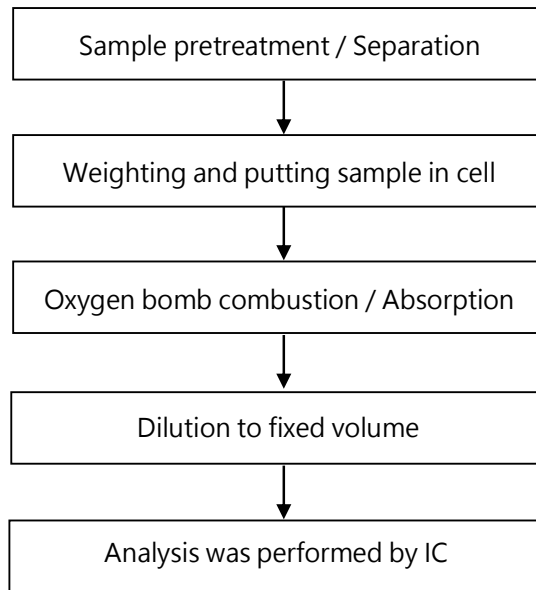 Sample pretreatment / Separation
Weighting and putting sample in cell
Oxygen bomb combustion / Absorption
Dilution to fixed volume
Analysis was performed by IC